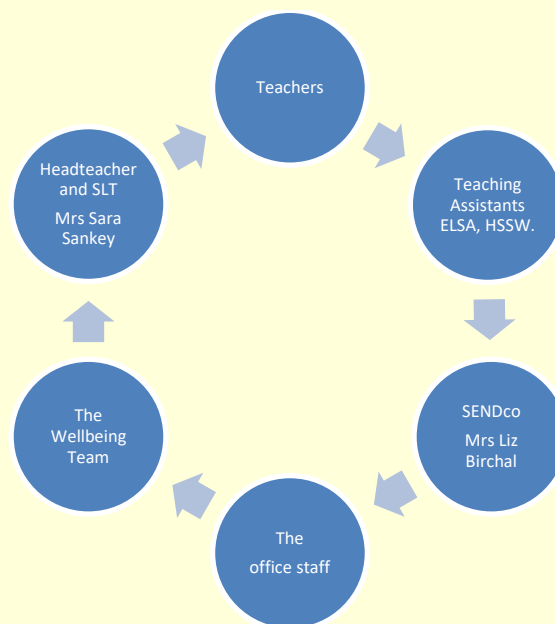 Teachers
Teaching
Assistants
ELSA, HSSW.
SENDco
Mrs Liz
Birchal
The
office staff
The
Wellbeing
Team
Headteacher
and SLT
Mrs Sara
Sankey